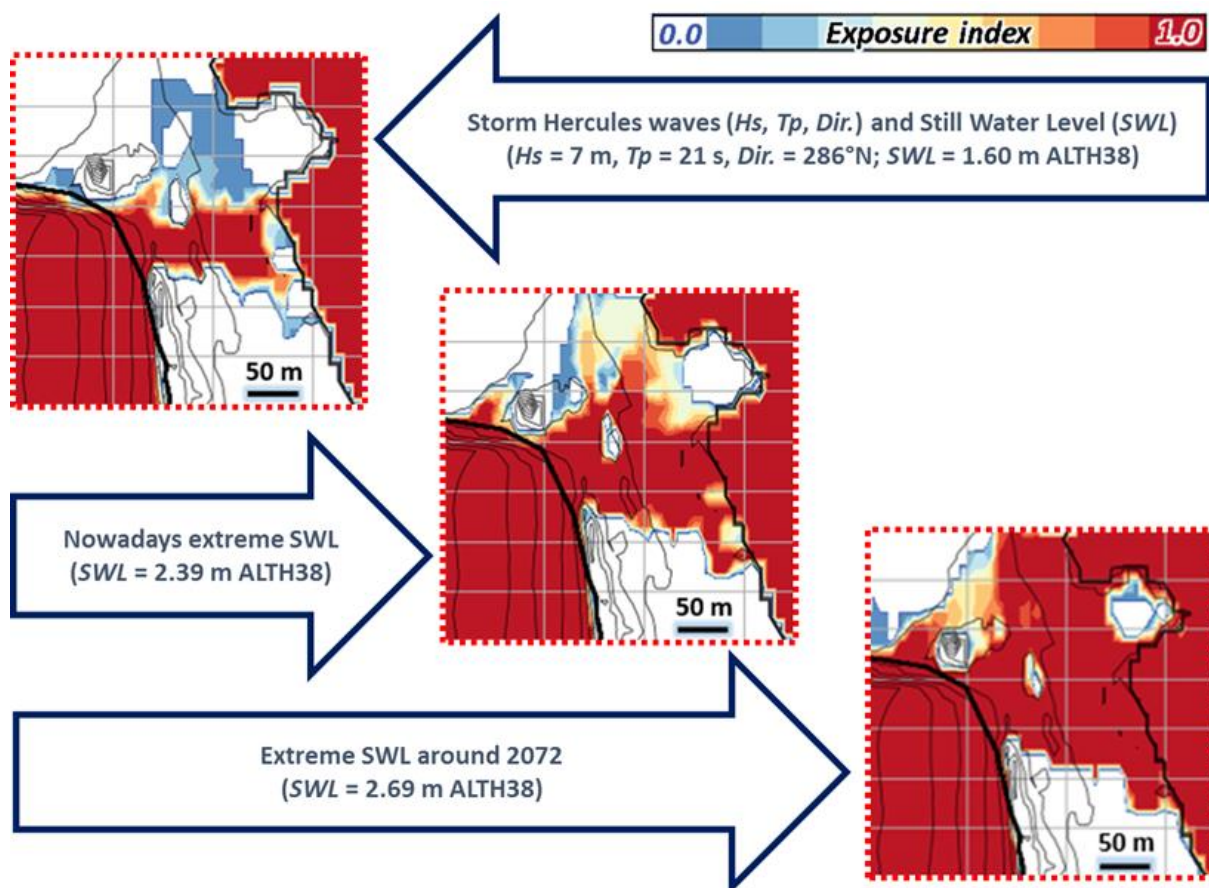 0.0 Exposure index 1.0
Storm Hercules waves (Hs, Tp, Dir.) and Still Water Level (SWL)
(Hs = 7 m, Tp = 21 s, Dir. = 286°N; SWL = 1.60 m ALTH38)
50 m
Nowadays extreme SWL
(SWL = 2.39 m ALTH38)
50 m
Extreme SWL around 2072
(SWL = 2.69 m ALTH38)
50 m